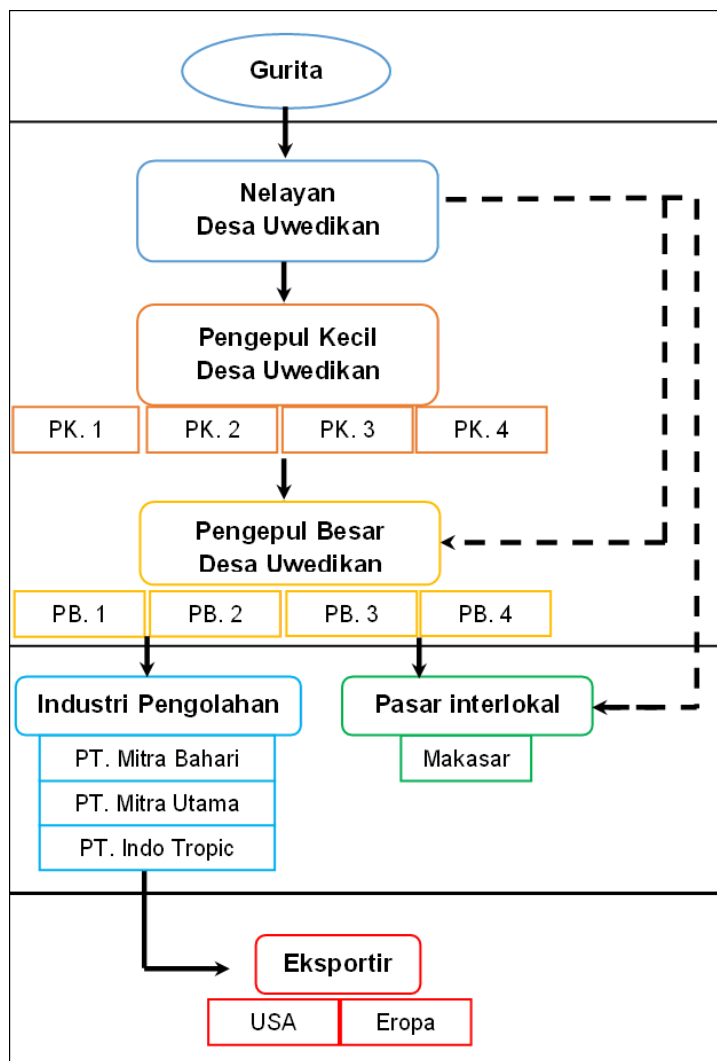 Gurita
Nelayan
Desa Uwedikan
Pengepul Kecil
Desa Uwedikan
PK. 1
PK. 2
PK. 3
PK. 4
Pengepul Besar
Desa Uwedikan
PB. 1
PB. 2
PB. 3
PB. 4
Industri Pengolahan
Pasar interlokal
PT. Mitra Bahari
Makasar
PT. Mitra Utama
PT. Indo Tropic
Eksportir
USA
Eropa